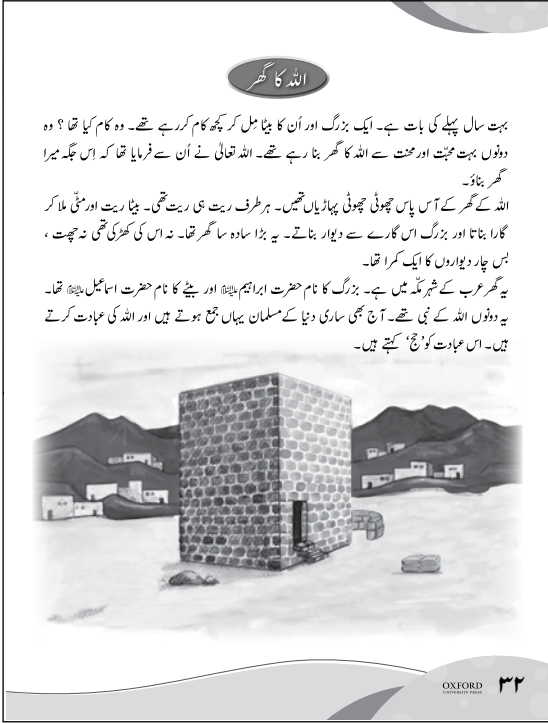 اللہ کا گھر
بہت سال پہلے کی بات ہے۔ ایک بزرگ اور اُن کا بیٹا مِل کر کچھ کام کررہے تھے۔ وہ کام کیا تھا ؟ وہ
دونوں بہت محبّت اور محنت سے اللہ کا گھر بنا رہے تھے۔ اللہ تعالیٰ نے اُن سے فرمایا تھا کہ اِس جگہ میرا
گھر بناؤ۔
اللہ کے گھر کے آس پاس چھوٹی چھوٹی پہاڑیاں تھیں۔ ہر طرف ریت ہی ریت تھی۔ بیٹا ریت اور مٹّی ملا کر
گارا بناتا اور بزرگ اس گارے سے دیوار بناتے۔ یہ بڑا سادہ سا گھر تھا۔ نہ اس کی کھڑکی تھی نہ چھت ،
بس چار دیواروں کا ایک کمرا تھا۔
یہ گھر عرب کے شہر مکّہ میں ہے۔ بزرگ کا نام حضرت ابراہیم علیہ السلام اور بیٹے کا نام حضرت اسماعیل علیہ السلام تھا۔
یہ دونوں اللہ کے نبی تھے۔ آج بھی ساری دنیا کے مسلمان یہاں جمع ہوتے ہیں اور اللہ کی عبادت کرتے
ہیں۔ اس عبادت کو ’حج‘ کہتے ہیں۔
OXFORD
UNIVERSITY PRESS
۳۲